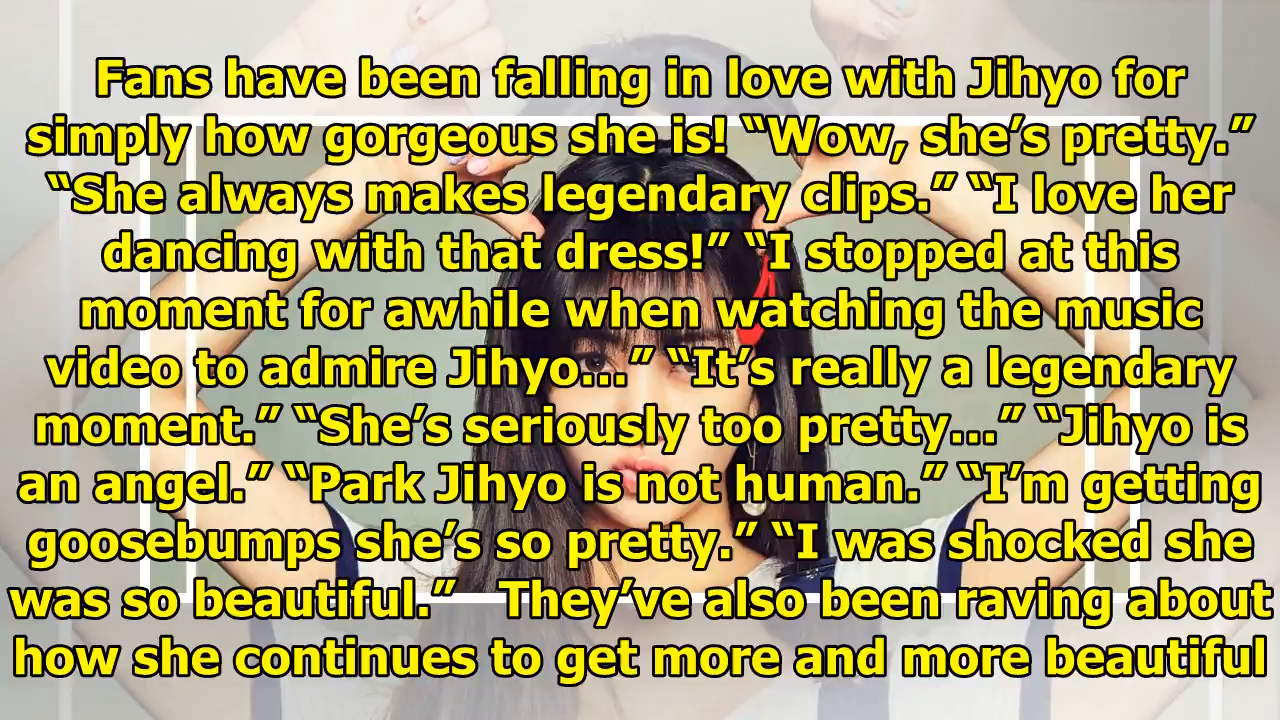 Fans have been falling in love with Jihyo for
simply how gorgeous she is! “Wow, she’s pretty.”
“She always makes legendary clips.” “I love her
dancing with that dress!” “I stopped at this
moment for awhile when watching the music
video to admire Jihyo…” “It’s really a legendary
moment.” “She’s seriously too pretty…” “Jihyo is
an angel.” “Park Jihyo is not human.” “I’m getting
goosebumps she’s so pretty.” “I was shocked she
was so beautiful.”   They’ve also been raving about
how she continues to get more and more beautiful